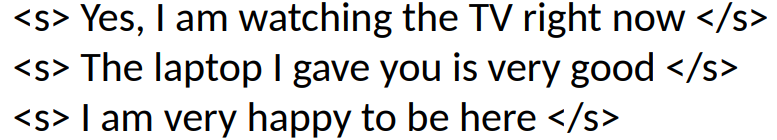 <s> Yes, I am watching the TV right now </s>
<s> The laptop I gave you is very good </s>
<s> I am very happy to be here </s>